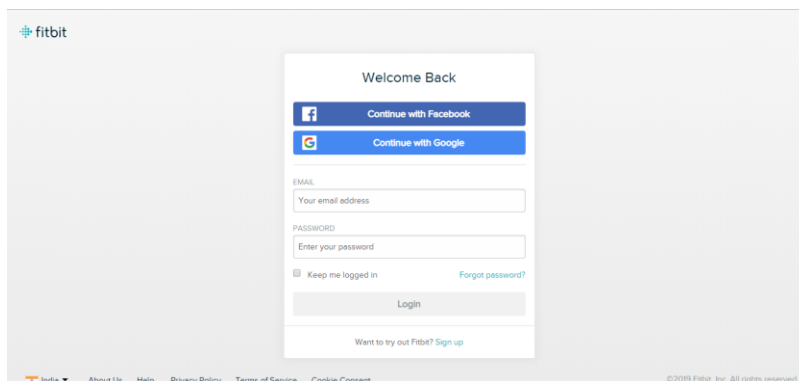 fitbit
Welcome Back
Continue with Facebook
Continue with Google
EMAIL
Your email address
PASSWORD
Enter your password
Keep me logged in Forgot password?
Login
Want to try out Fitbit? Sign up
India About Us Help Privacy Policy Terms of Service Cookie Consent ©2019 Fitbit, Inc. All rights reserved.